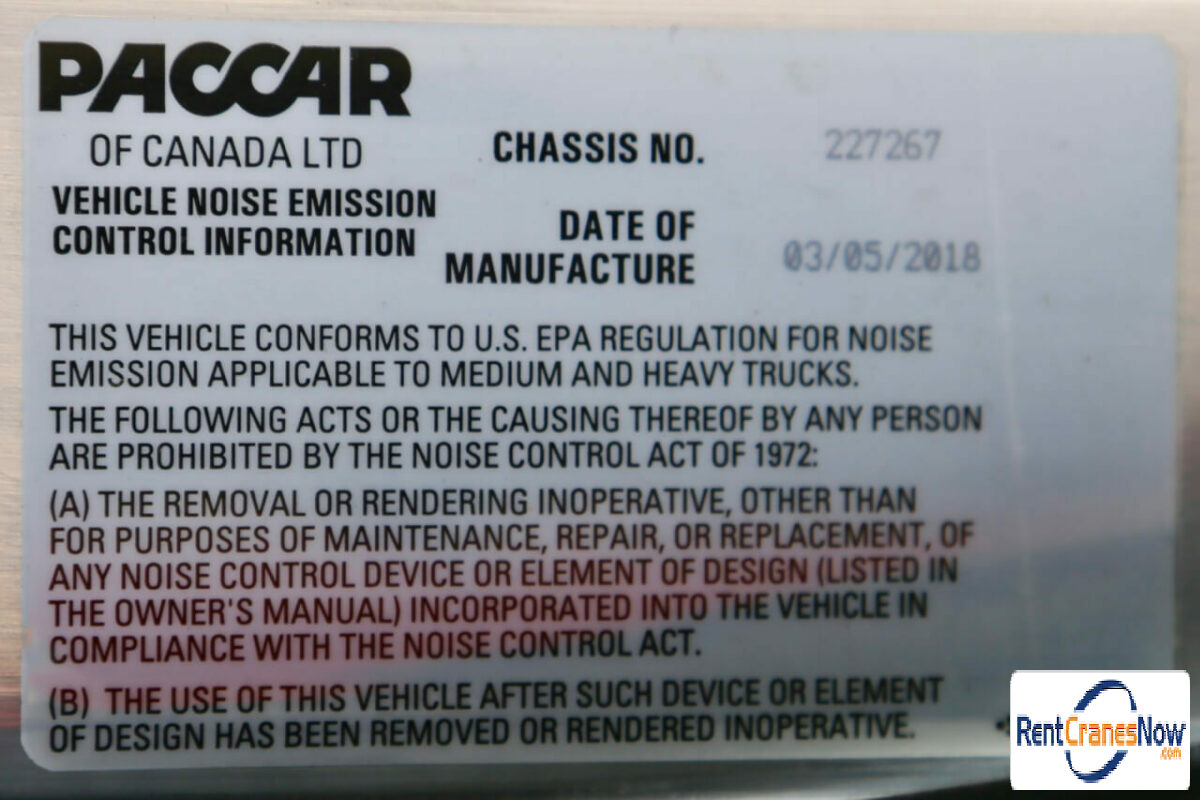 PACCAR
OF CANADA LTD
CHASSIS NO. 227267
VEHICLE NOISE EMISSION
CONTROL INFORMATION
DATE OF
MANUFACTURE 03/05/2018
THIS VEHICLE CONFORMS TO U.S. EPA REGULATION FOR NOISE
EMISSION APPLICABLE TO MEDIUM AND HEAVY TRUCKS.
THE FOLLOWING ACTS OR THE CAUSING THEREOF BY ANY PERSON
ARE PROHIBITED BY THE NOISE CONTROL ACT OF 1972:
(A) THE REMOVAL OR RENDERING INOPERATIVE, OTHER THAN
FOR PURPOSES OF MAINTENANCE, REPAIR, OR REPLACEMENT, OF
ANY NOISE CONTROL DEVICE OR ELEMENT OF DESIGN (LISTED IN
THE OWNER'S MANUAL) INCORPORATED INTO THE VEHICLE IN
COMPLIANCE WITH THE NOISE CONTROL ACT.
(B) THE USE OF THIS VEHICLE AFTER SUCH DEVICE OR ELEMENT
OF DESIGN HAS BEEN REMOVED OR RENDERED INOPERATIVE.
RentCranesNow
.com